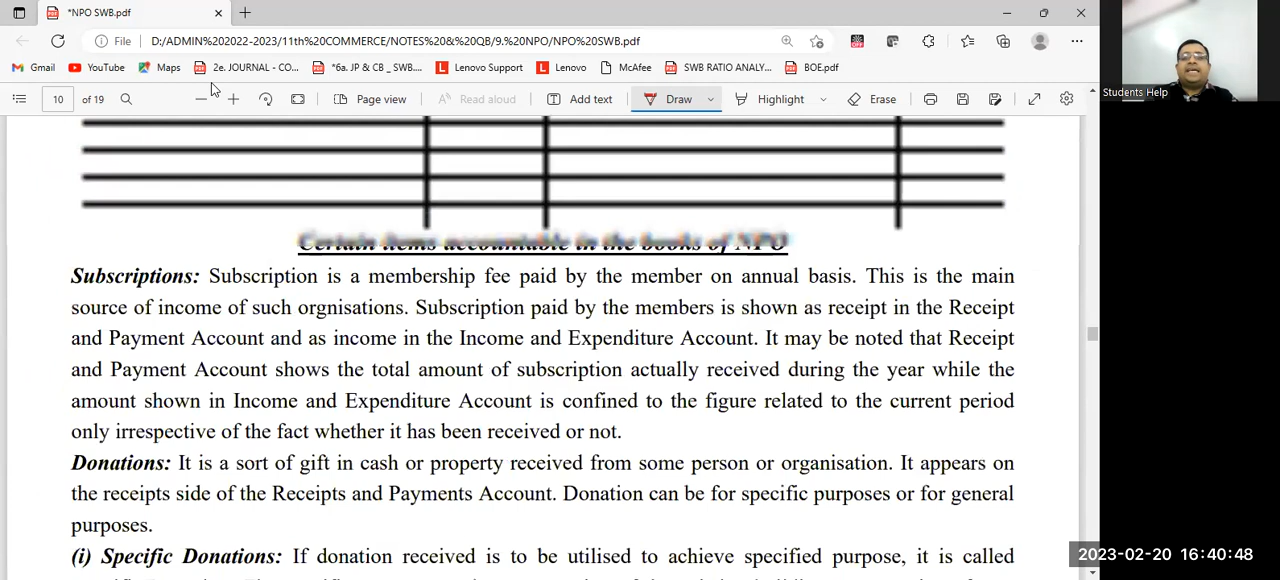 *NPO SWB.pdf
File D:/ADMIN%202022-2023/11th%20COMMERCE/NOTES%20&%20QB/9.%20NPO/NPO%20SWB.pdf
Gmail YouTube Maps 2e. JOURNAL - CO... *6a. JP & CB _ SWB.... Lenovo Support Lenovo McAfee SWB RATIO ANALY... BOE.pdf
10 of 19 Page view Read aloud Add text Draw Highlight Erase
Students Help
Certain items accountable in the books of NPO
Subscriptions: Subscription is a membership fee paid by the member on annual basis. This is the main
source of income of such orgnisations. Subscription paid by the members is shown as receipt in the Receipt
and Payment Account and as income in the Income and Expenditure Account. It may be noted that Receipt
and Payment Account shows the total amount of subscription actually received during the year while the
amount shown in Income and Expenditure Account is confined to the figure related to the current period
only irrespective of the fact whether it has been received or not.
Donations: It is a sort of gift in cash or property received from some person or organisation. It appears on
the receipts side of the Receipts and Payments Account. Donation can be for specific purposes or for general
purposes.
(i) Specific Donations: If donation received is to be utilised to achieve specified purpose, it is called
2023-02-20 16:40:48